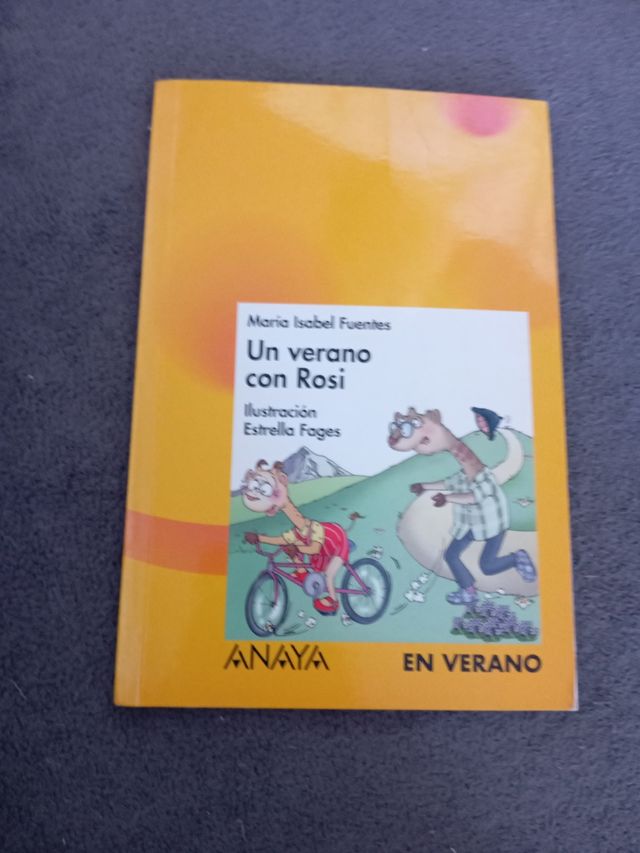 María Isabel Fuentes
Un verano
con Rosi
Ilustración
Estrella Fages
ANAYA
EN VERANO